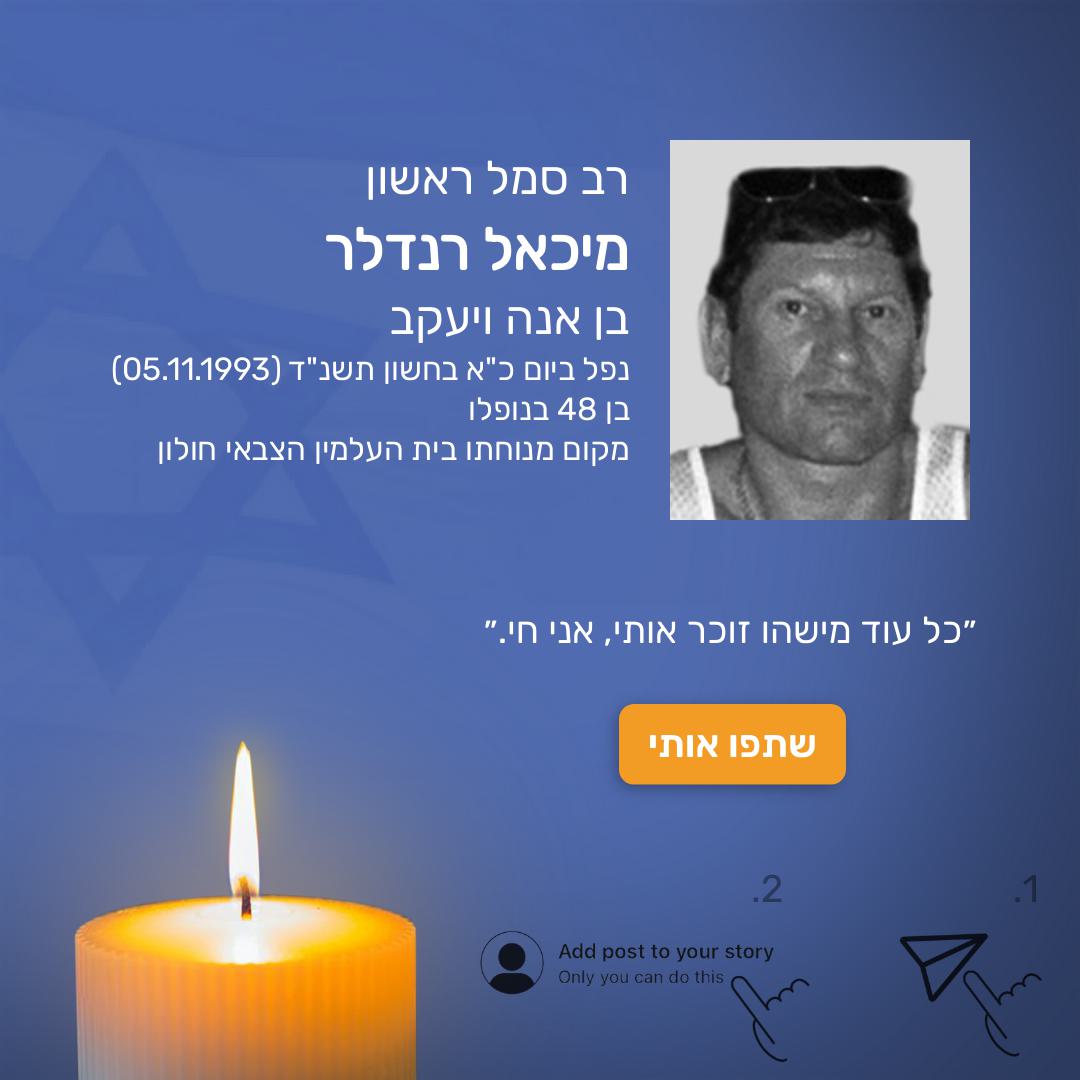 רב סמל ראשון
מיכאל רנדלר
בן אנה ויעקב
נפל ביום כ"א בחשון תשנ"ד (05.11.1993)
בן 48 בנופלו
מקום מנוחתו בית העלמין הצבאי חולון
״כל עוד מישהו זוכר אותי, אני חי.״
שתפו אותי
1.
2.
Add post to your story
Only you can do this